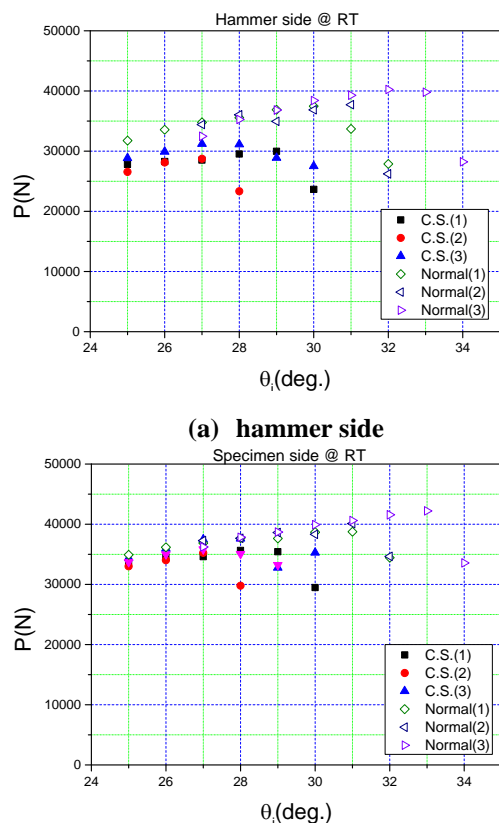 Hammer side @ RT
50000
40000
30000
20000
10000
0
P(N)
C.S.(1)
C.S.(2)
C.S.(3)
Normal(1)
Normal(2)
Normal(3)
24 26 28 30 32 34
θi(deg.)
(a) hammer side
Specimen side @ RT
50000
40000
30000
20000
10000
0
P(N)
C.S.(1)
C.S.(2)
C.S.(3)
Normal(1)
Normal(2)
Normal(3)
24 26 28 30 32 34
θi(deg.)